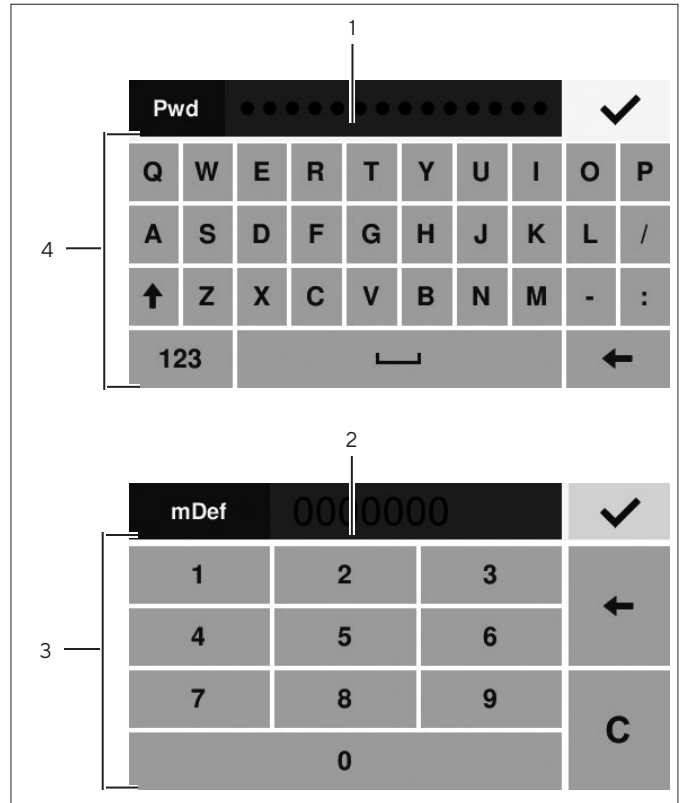 1
Pwd
Q W E R T Y U I O P
4
A S D F G H J K L /
Z X C V B N M - :
123
2
mDef 0000000
1 2 3
3
4 5 6
7 8 9
C
0